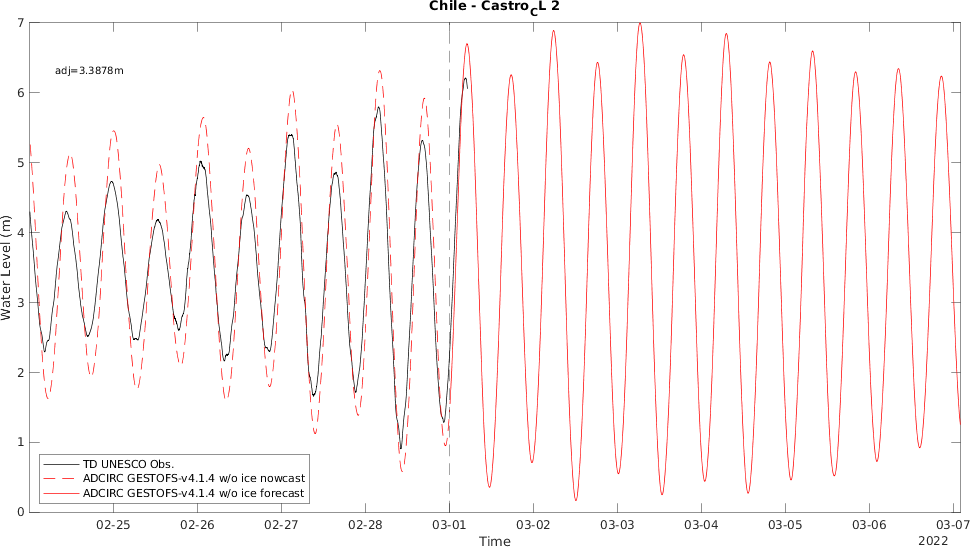 Chile - Castro_CL 2
adj=3.3878m
Water Level (m)
7
6
5
4
3
2
1
0
TD UNESCO Obs.
ADCIRC GESTOFS-v4.1.4 w/o ice nowcast
ADCIRC GESTOFS-v4.1.4 w/o ice forecast
02-25 02-26 02-27 02-28 03-01 03-02 03-03 03-04 03-05 03-06 03-07
Time
2022